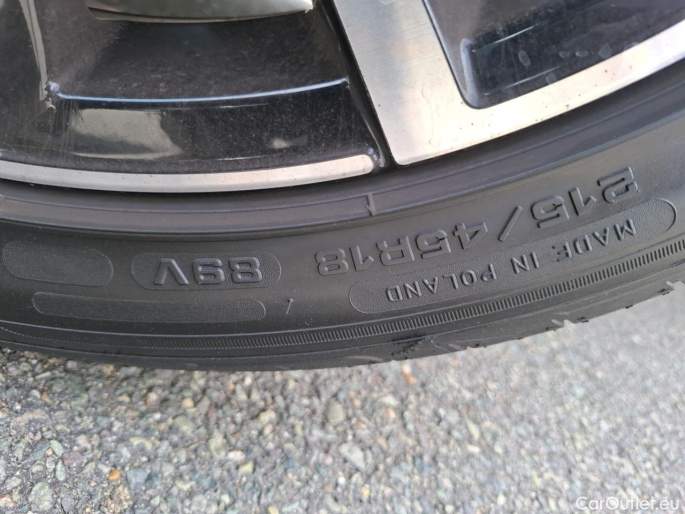 215/45R18 89V
MADE IN POLAND
CarOutlet.eu